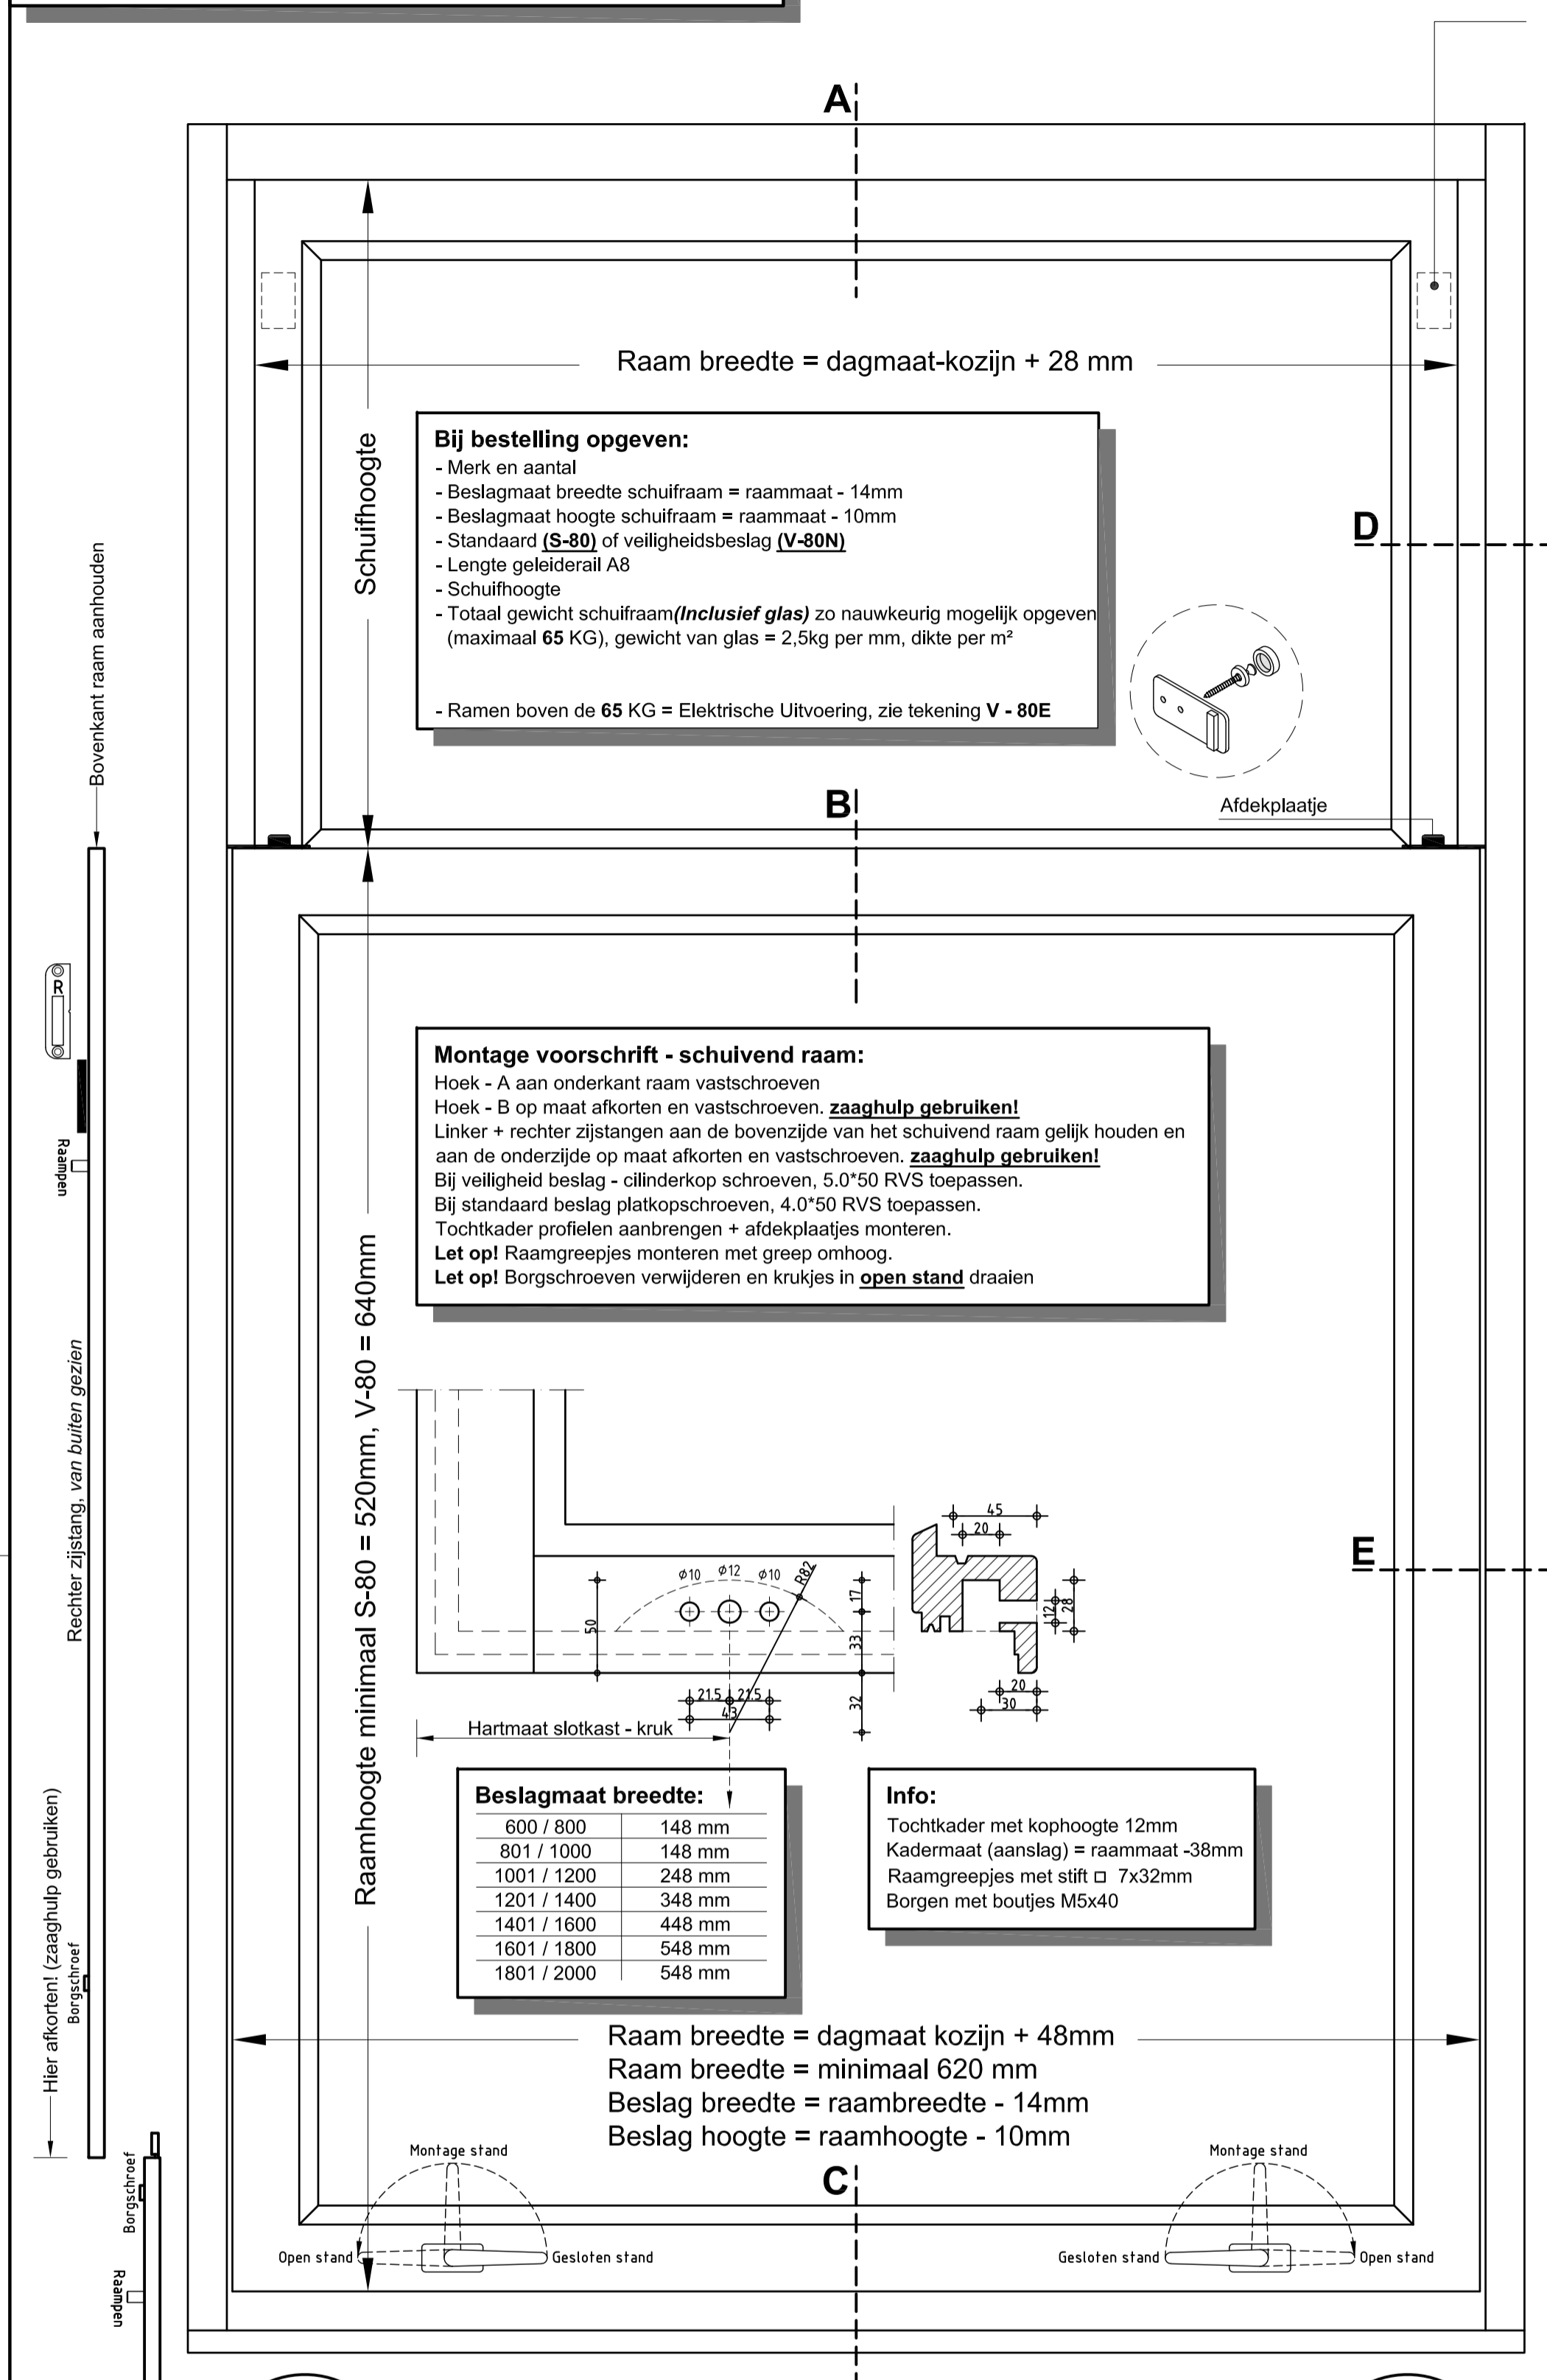 A
Raam breedte = dagmaat-kozijn + 28 mm
Schuifhoogte
Bij bestelling opgeven:
- Merk en aantal
- Beslagmaat breedte schuifraam = raammaat - 14mm
- Beslagmaat hoogte schuifraam = raammaat - 10mm
- Standaard (S-80) of veiligheidsbeslag (V-80N)
- Lengte geleiderail A8
- Schuifhoogte
- Totaal gewicht schuifraam(Inclusief glas) zo nauwkeurig mogelijk opgeven
(maximaal 65 KG), gewicht van glas = 2,5kg per mm, dikte per m²
- Ramen boven de 65 KG = Elektrische Uitvoering, zie tekening V - 80E
D
Bovenkant raam aanhouden
B
Afdekplaatje
R
Raampen
Rechter zijstang, van buiten gezien
Montage voorschrift - schuivend raam:
Hoek - A aan onderkant raam vastschroeven
Hoek - B op maat afkorten en vastschroeven. zaaghulp gebruiken!
Linker + rechter zijstangen aan de bovenzijde van het schuivend raam gelijk houden en
aan de onderzijde op maat afkorten en vastschroeven. zaaghulp gebruiken!
Bij veiligheid beslag - cilinderkop schroeven, 5.0*50 RVS toepassen.
Bij standaard beslag platkopschroeven, 4.0*50 RVS toepassen.
Tochtkader profielen aanbrengen + afdekplaatjes monteren.
Let op! Raamgreepjes monteren met greep omhoog.
Let op! Borgschroeven verwijderen en krukjes in open stand draaien
Raamhoogte minimaal S-80 = 520mm, V-80 = 640mm
E
Ø10 Ø12 Ø10
R82
50
17
33
32
21.5 21.5
43
45
20
12
28
20
30
Hartmaat slotkast - kruk
Beslagmaat breedte:
600 / 800 148 mm
801 / 1000 148 mm
1001 / 1200 248 mm
1201 / 1400 348 mm
1401 / 1600 448 mm
1601 / 1800 548 mm
1801 / 2000 548 mm
Info:
Tochtkader met kophoogte 12mm
Kadermaat (aanslag) = raammaat -38mm
Raamgreepjes met stift □ 7x32mm
Borgen met boutjes M5x40
Hier afkorten! (zaaghulp gebruiken)
Borgschroef
Raam breedte = dagmaat kozijn + 48mm
Raam breedte = minimaal 620 mm
Beslag breedte = raambreedte - 14mm
Beslag hoogte = raamhoogte - 10mm
Borgschroef
Raampen
Montage stand
Open stand
Gesloten stand
C
Montage stand
Gesloten stand
Open stand